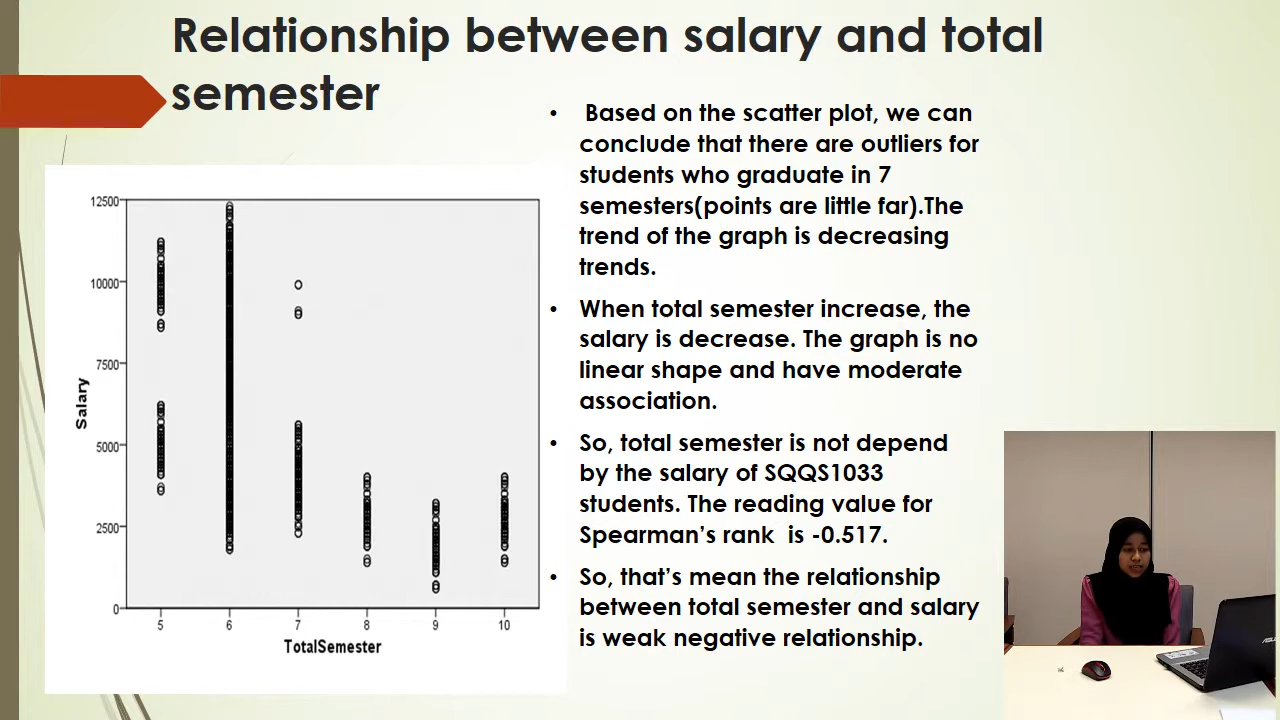 Relationship between salary and total
semester
• Based on the scatter plot, we can
conclude that there are outliers for
students who graduate in 7
semesters(points are little far).The
trend of the graph is decreasing
trends.
• When total semester increase, the
salary is decrease. The graph is no
linear shape and have moderate
association.
• So, total semester is not depend
by the salary of SQQS1033
students. The reading value for
Spearman’s rank is -0.517.
• So, that’s mean the relationship
between total semester and salary
is weak negative relationship.
12500
10000
7500
5000
2500
0
Salary
5 6 7 8 9 10
TotalSemester